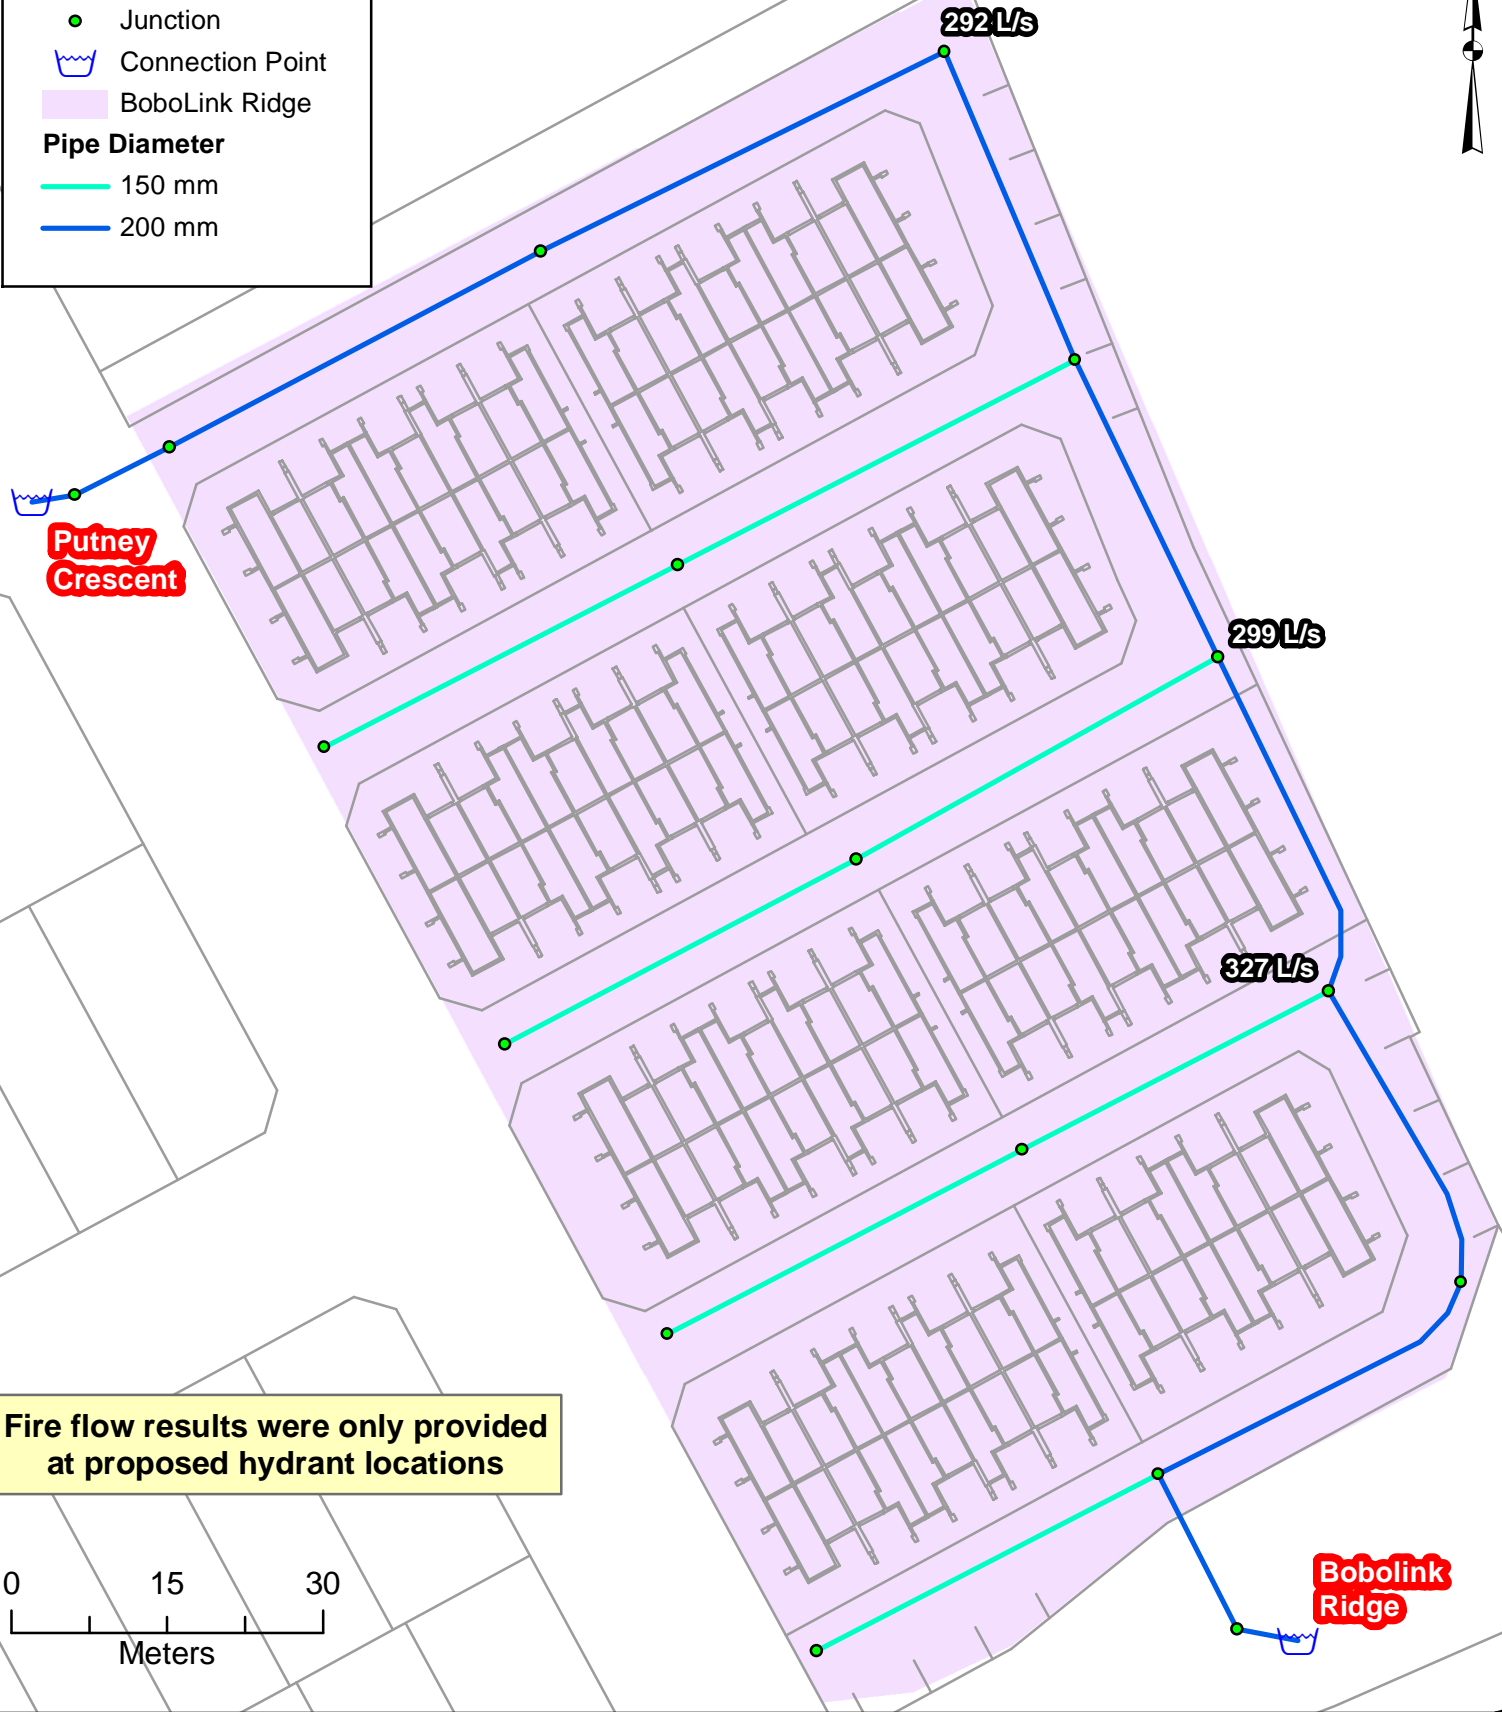 Junction
Connection Point
BoboLink Ridge
Pipe Diameter
150 mm
200 mm
292 L/s
Putney
Crescent
299 L/s
327 L/s
Fire flow results were only provided
at proposed hydrant locations
0 15 30
Meters
Bobolink
Ridge